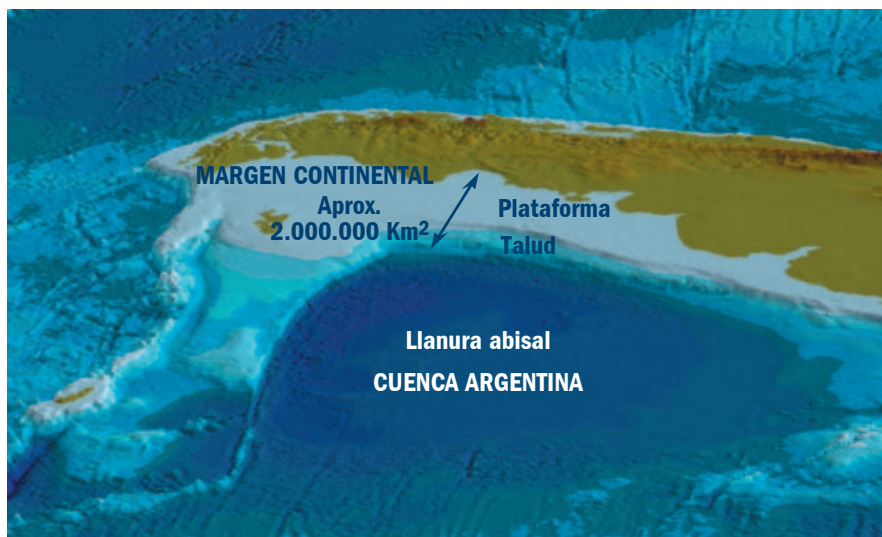 MARGEN CONTINENTAL
Aprox.
2.000.000 Km²
Plataforma
Talud
Llanura abisal
CUENCA ARGENTINA